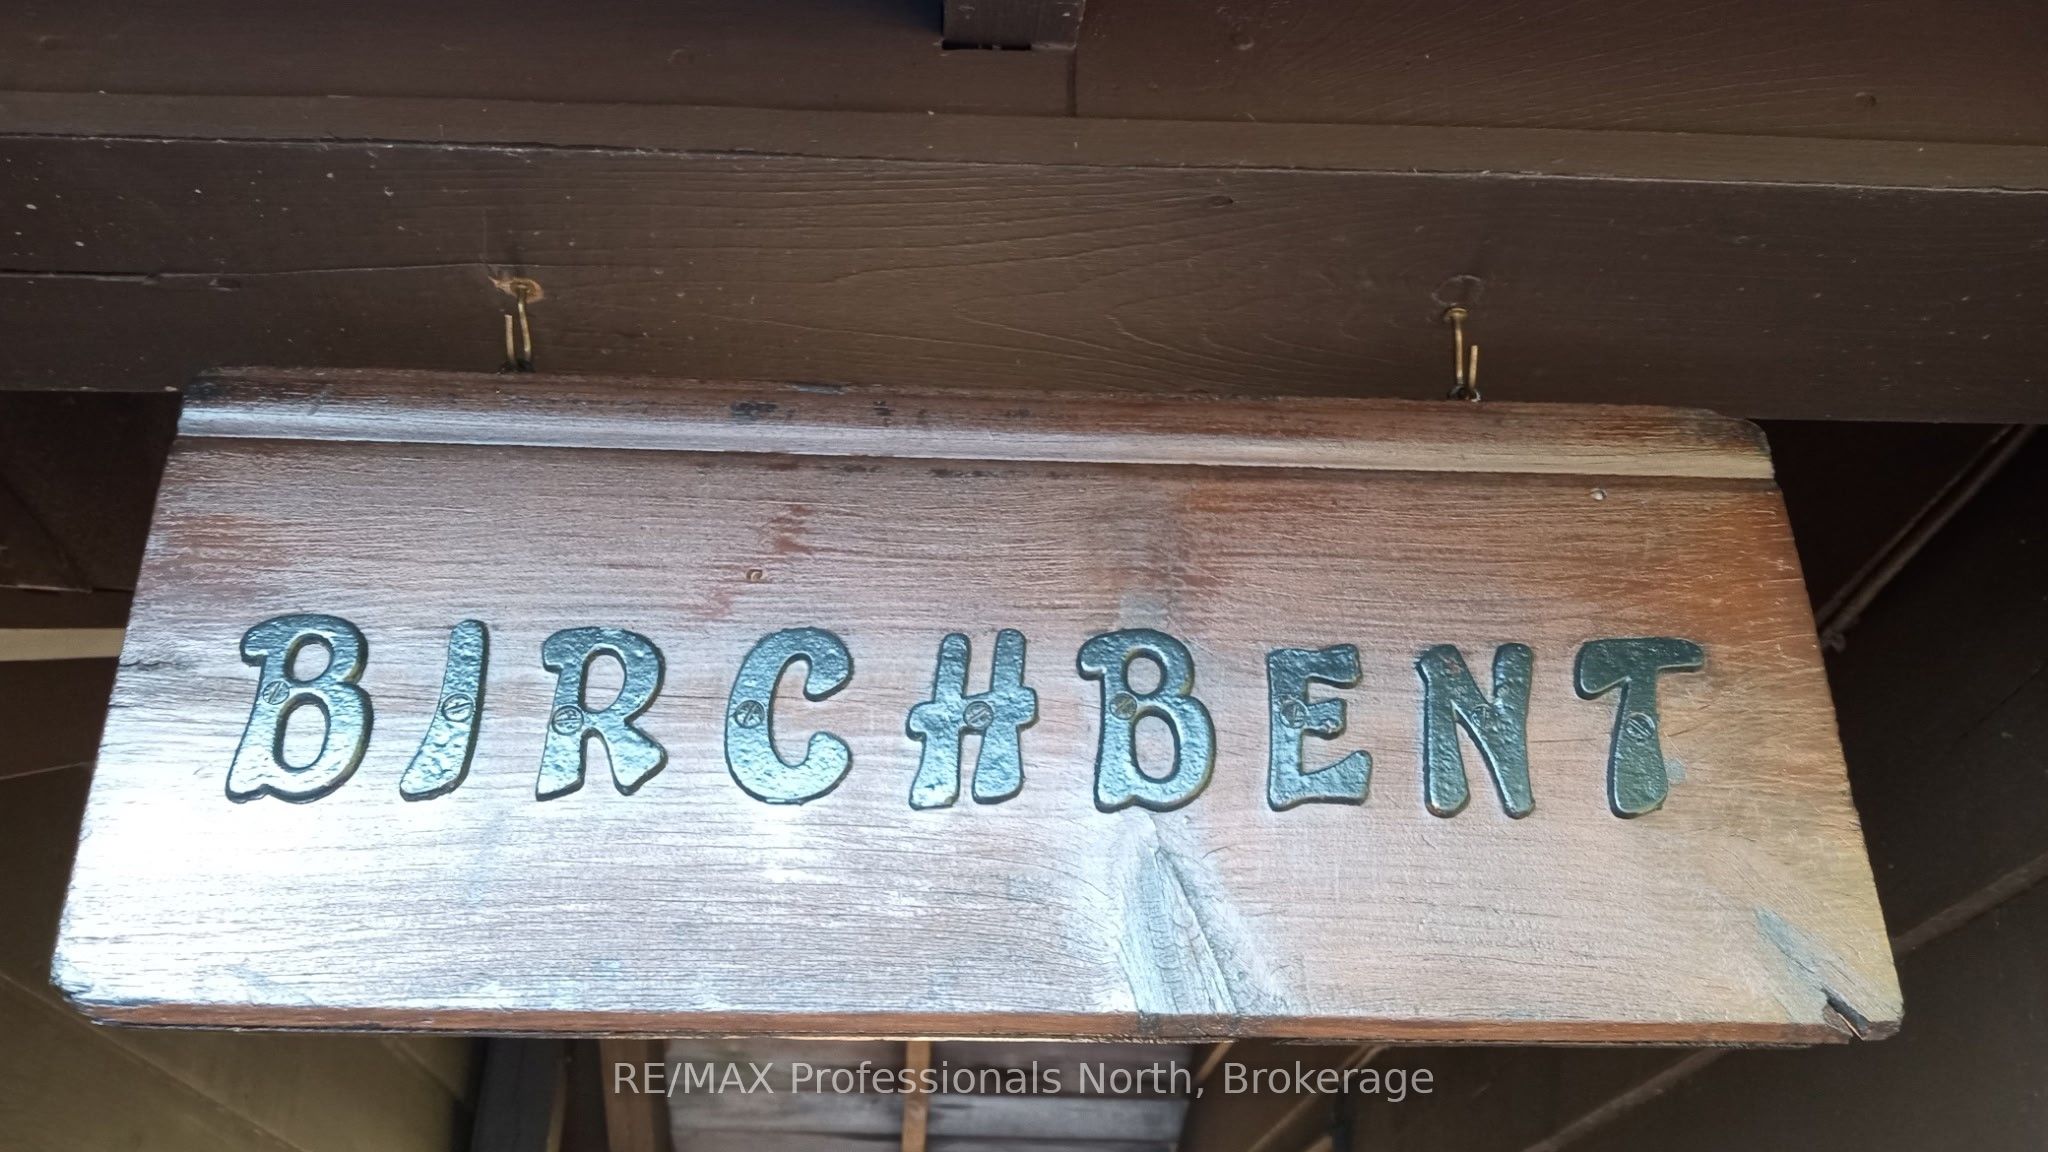 BIRCHBENT
RE/MAX Professionals North, Brokerage